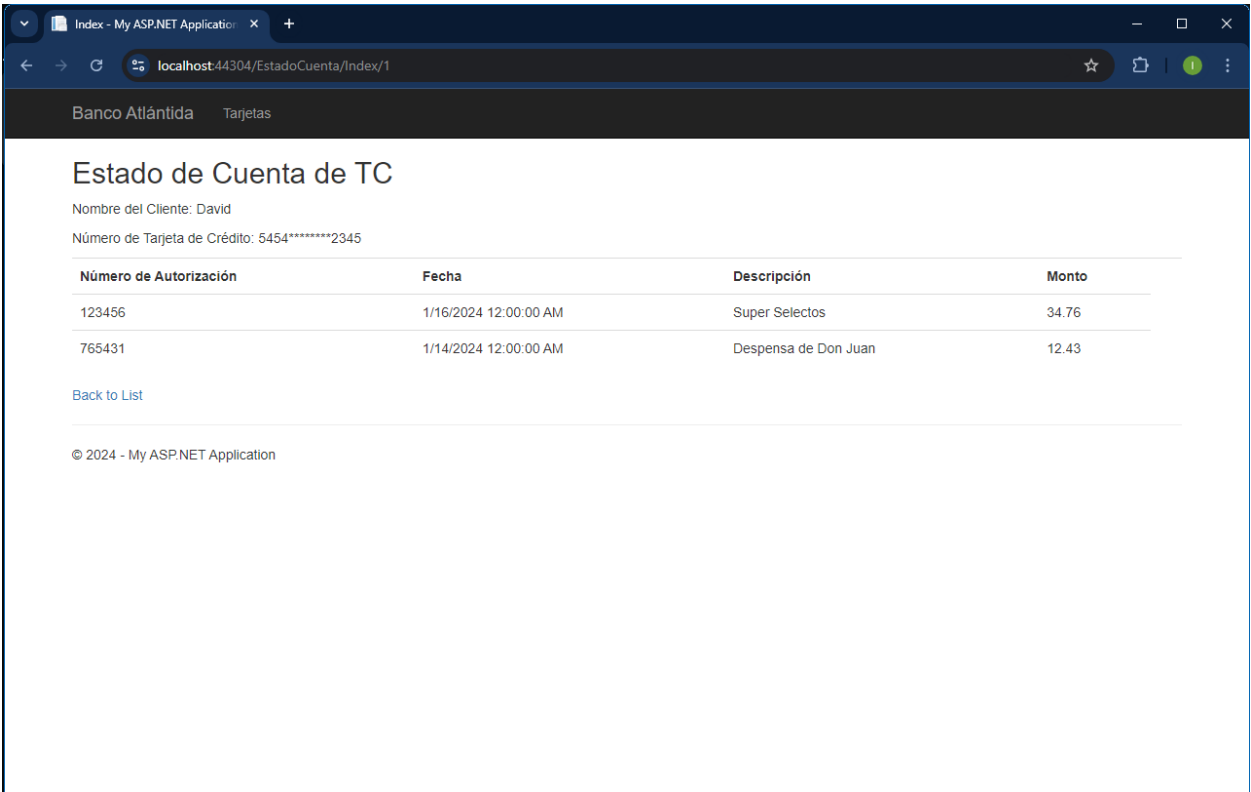 Index - My ASP.NET Application
localhost:44304/EstadoCuenta/Index/1
I
Banco Atlántida Tarjetas
Estado de Cuenta de TC
Nombre del Cliente: David
Número de Tarjeta de Crédito: 5454********2345
Número de Autorización Fecha Descripción Monto
123456 1/16/2024 12:00:00 AM Super Selectos 34.76
765431 1/14/2024 12:00:00 AM Despensa de Don Juan 12.43
Back to List
© 2024 - My ASP.NET Application